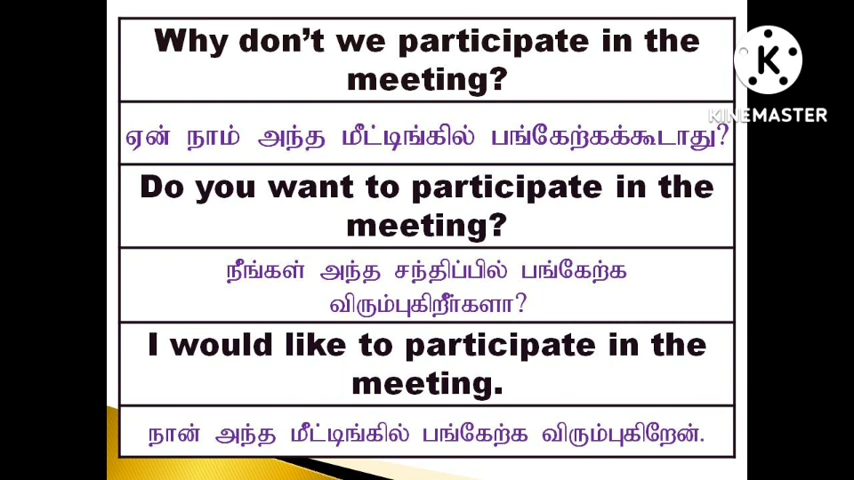 Why don't we participate in the
meeting?
ஏன் நாம் அந்த மீட்டிங்கில் பங்கேற்கக்கூடாது?
Do you want to participate in the
meeting?
நீங்கள் அந்த சந்திப்பில் பங்கேற்க
விரும்புகிறீர்களா?
I would like to participate in the
meeting.
நான் அந்த மீட்டிங்கில் பங்கேற்க விரும்புகிறேன்.
K
KINEMASTER